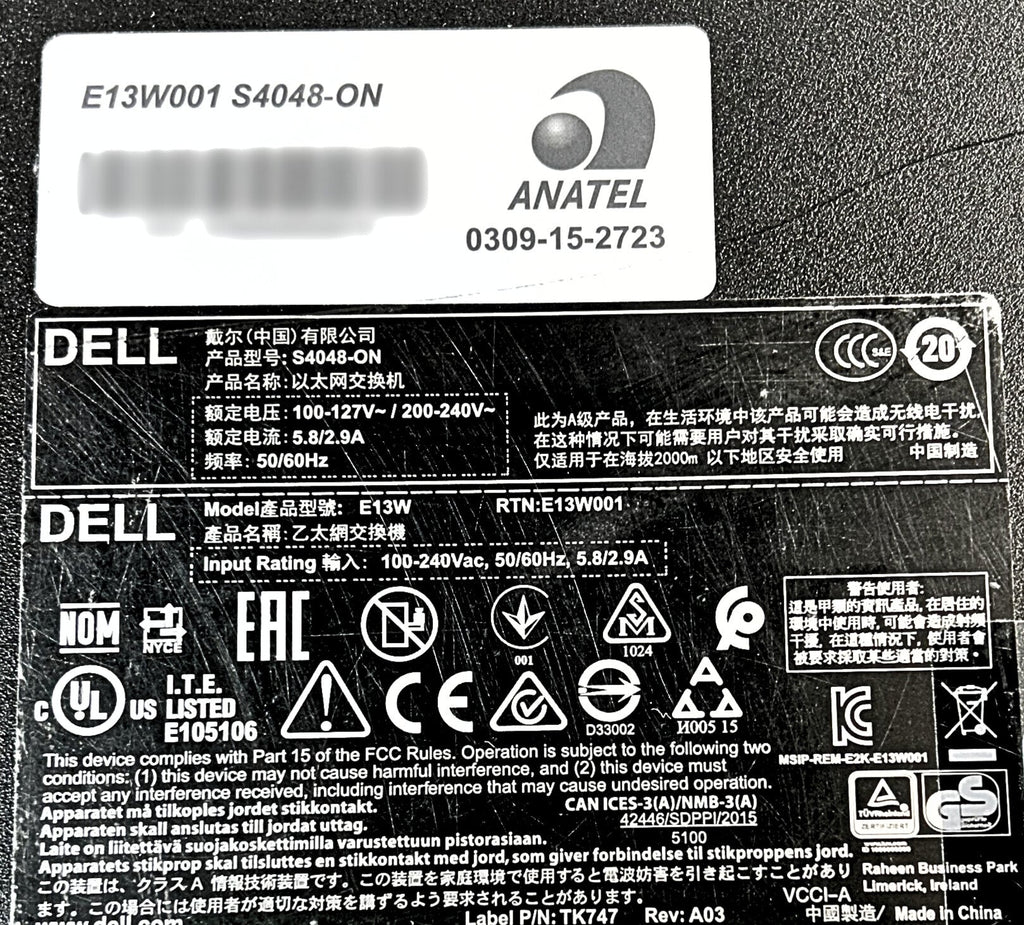 E13W001 S4048-ON
ANATEL
0309-15-2723
DELL
戴尔(中国)有限公司
产品型号: S4048-ON
产品名称: 以太网交换机
额定电压: 100-127V~ / 200-240V~
额定电流: 5.8/2.9A
频率: 50/60Hz
CCC S&E
20
此为A级产品，在生活环境中该产品可能会造成无线电干扰.
在这种情况下可能需要用户对其干扰采取确实可行措施。
仅适用于在海拔2000m 以下地区安全使用
中国制造
DELL
Model產品型號: E13W
RTN:E13W001
產品名稱: 乙太網交換機
Input Rating 輸入: 100-240Vac, 50/60Hz, 5.8/2.9A
NOM
NYCE
EAC
001
1024
警告使用者:
這是甲類的資訊產品, 在居住的
環境中使用時, 可能會造成射頻
干擾, 在這種情況下, 使用者會
被要求採取某些適當的對策。
C UL US
I.T.E.
LISTED
E105106
CE
D33002
И005 15
MSIP-REM-E2K-E13W001
This device complies with Part 15 of the FCC Rules. Operation is subject to the following two
conditions: (1) this device may not cause harmful interference, and (2) this device must
accept any interference received, including interference that may cause undesired operation.
CAN ICES-3(A)/NMB-3(A)
42446/SDPPI/2015
5100
TÜVRheinland
ZERTIFIZIERT
GS
Apparatet må tilkoples jordet stikkontakt.
Apparaten skall anslutas till jordat uttag.
Laite on liitettävä suojakoskettimilla varustettuun pistorasiaan.
Apparatets stikprop skal tilsluttes en stikkontakt med jord, som giver forbindelse til stikproppens jord.
この装置は、クラスA 情報技術装置です。この装置を家庭環境で使用すると電波妨害を引き起こすことがあり
ます。この場合には使用者が適切な対策を講ずるよう要求されることがあります。
VCCI-A
Raheen Business Park
Limerick, Ireland
www.dell.com
Label P/N: TK747 Rev: A03
中國製造/ Made In China